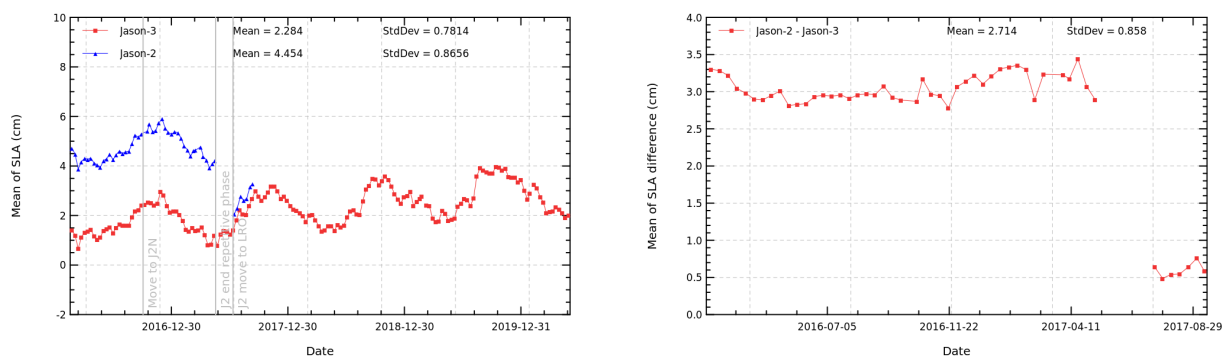 Mean of SLA (cm)
10
8
6
4
2
0
-2
Jason-3 Mean = 2.284 StdDev = 0.7814
Jason-2 Mean = 4.454 StdDev = 0.8656
Move to J2N
J2 end repetitive phase
J2 move to LRO
2016-12-30 2017-12-30 2018-12-30 2019-12-31
Date
Mean of SLA difference (cm)
4.0
3.5
3.0
2.5
2.0
1.5
1.0
0.5
0.0
Jason-2 - Jason-3 Mean = 2.714 StdDev = 0.858
2016-07-05 2016-11-22 2017-04-11 2017-08-29
Date